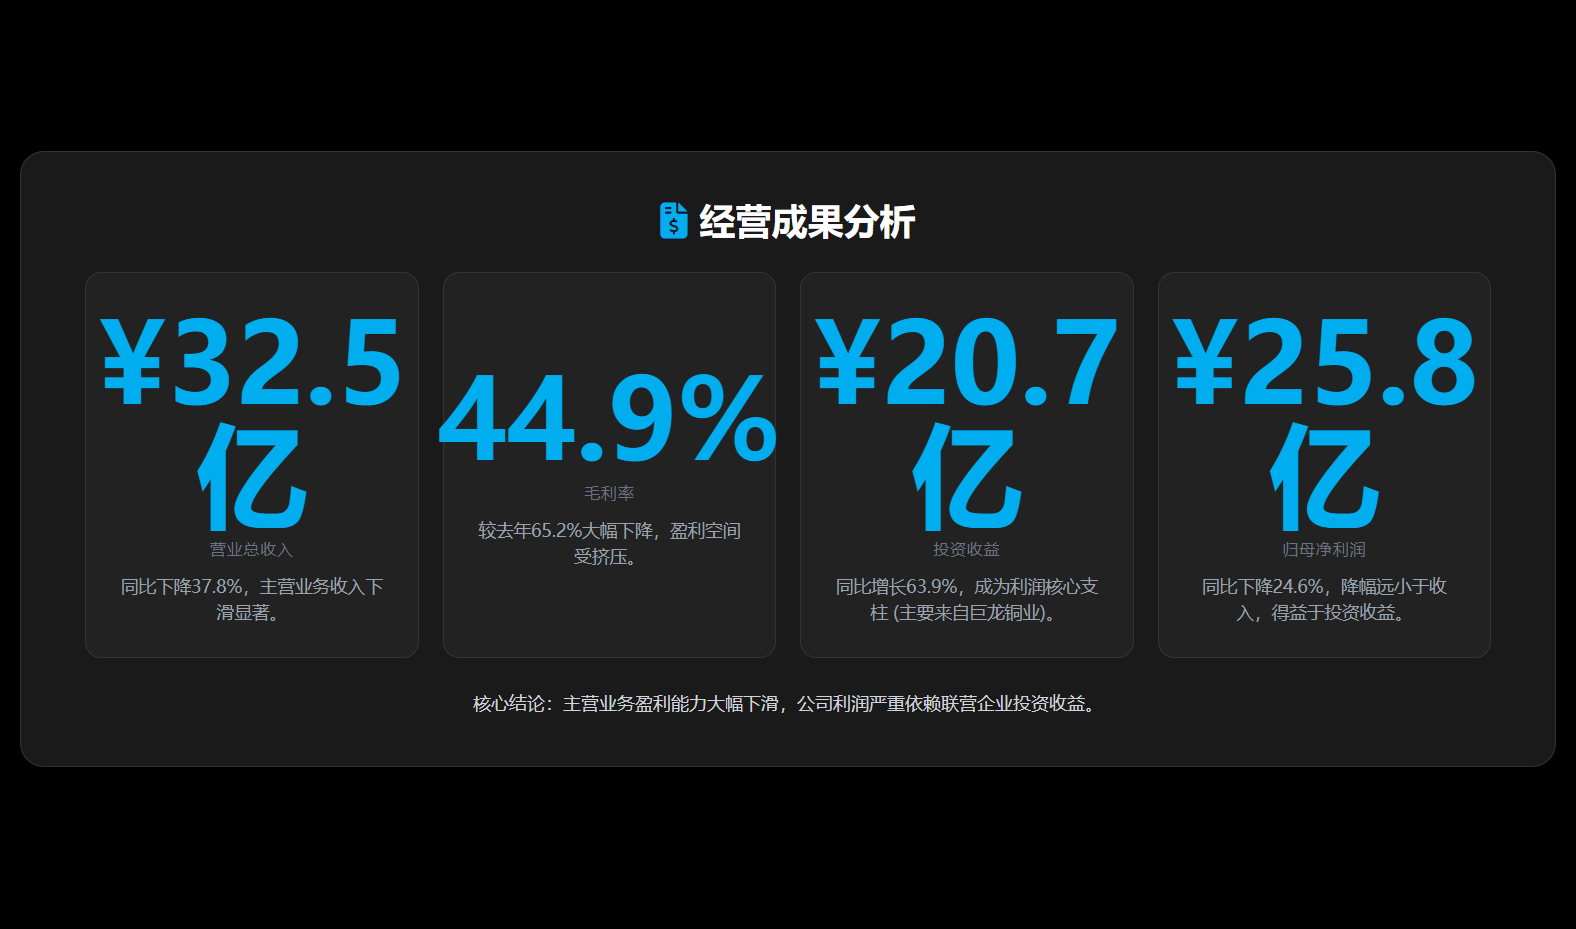 经营成果分析
¥32.5
亿
营业总收入
同比下降37.8%，主营业务收入下
滑显著。
44.9%
毛利率
较去年65.2%大幅下降，盈利空间
受挤压。
¥20.7
亿
投资收益
同比增长63.9%，成为利润核心支
柱 (主要来自巨龙铜业)。
¥25.8
亿
归母净利润
同比下降24.6%，降幅远小于收
入，得益于投资收益。
核心结论：主营业务盈利能力大幅下滑，公司利润严重依赖联营企业投资收益。